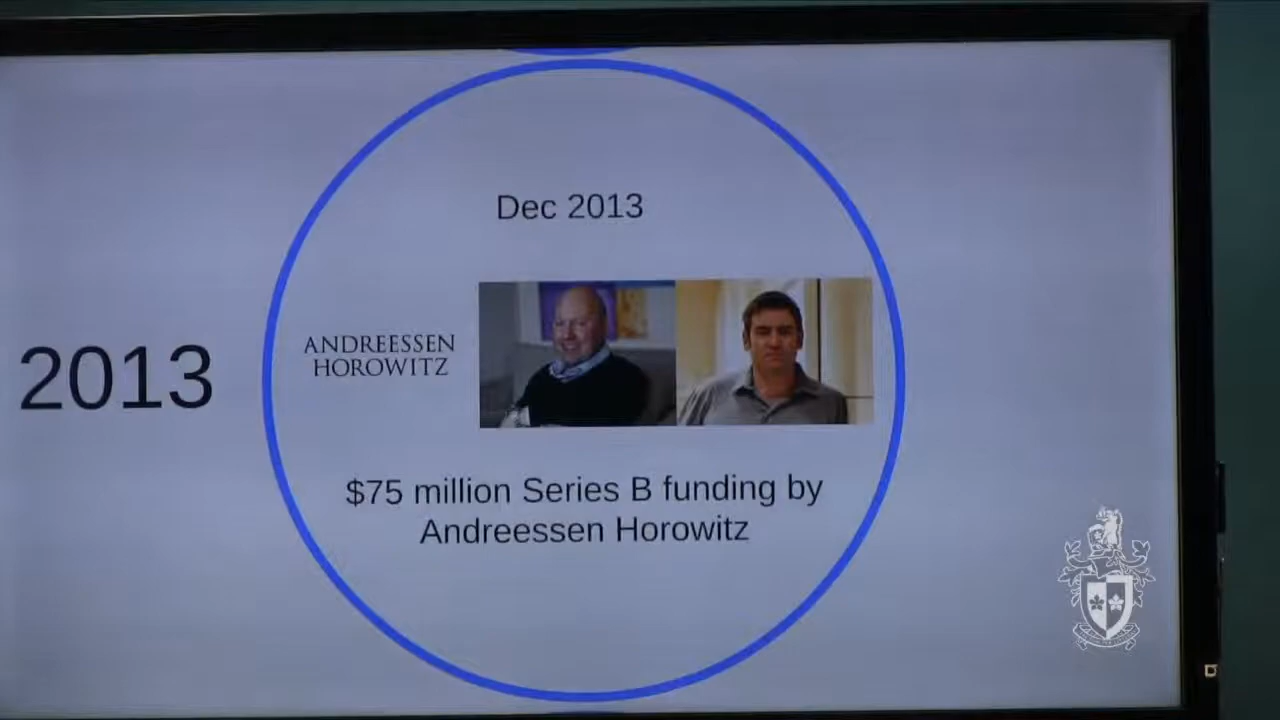 Dec 2013
2013
ANDREESSEN
HOROWITZ
$75 million Series B funding by
Andreessen Horowitz